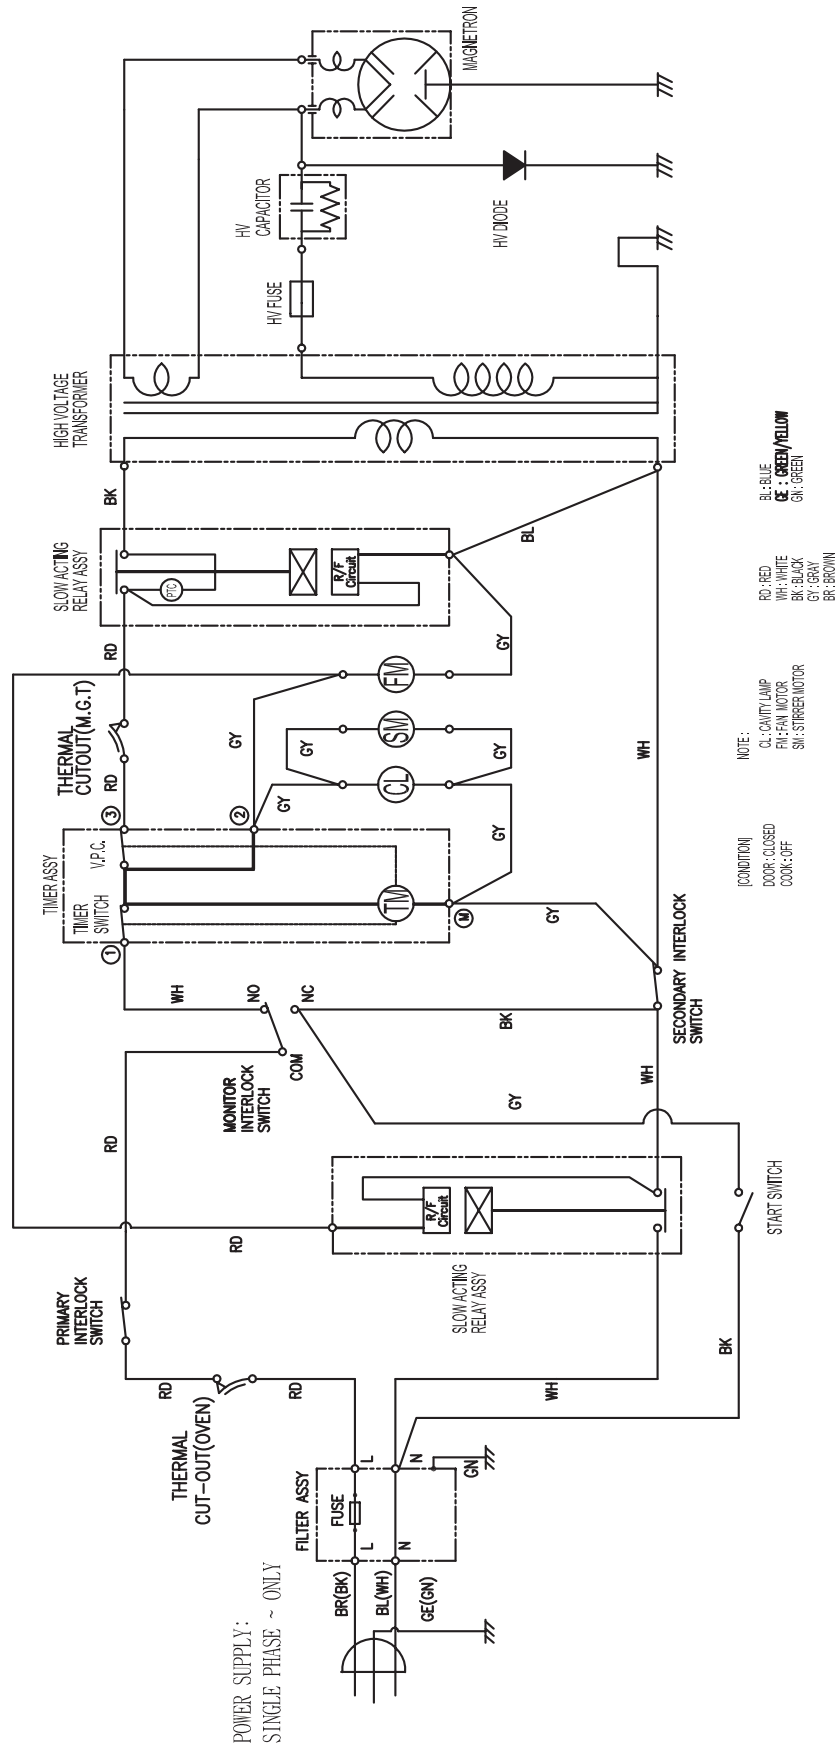 POWER SUPPLY:
SINGLE PHASE ~ ONLY
BR(BK)
BL(WH)
GE(GN)
FILTER ASSY
FUSE
L
N
L
N
GN
THERMAL
CUT-OUT(OVEN)
RD
RD
PRIMARY
INTERLOCK
SWITCH
WH
BK
RD
SLOW ACTING
RELAY ASSY
R/F
Circuit
START SWITCH
RD
MONITOR
INTERLOCK
SWITCH
COM
NO
NC
WH
GY
BK
WH
SECONDARY INTERLOCK
SWITCH
TIMER ASSY
TIMER
SWITCH
V.P.C.
1
3
2
M
TM
GY
THERMAL
CUTOUT(M.G.T)
RD
RD
GY
GY
GY
CL
SM
FM
GY
GY
GY
WH
SLOW ACTING
RELAY ASSY
PTC
R/F
Circuit
BK
BL
HIGH VOLTAGE
TRANSFORMER
HV FUSE
HV
CAPACITOR
HV DIODE
MAGNETRON
[CONDITION]
DOOR : CLOSED
COOK : OFF
NOTE :
CL : CAVITY LAMP
FM : FAN MOTOR
SM : STIRRER MOTOR
RD : RED
WH : WHITE
BK : BLACK
GY : GRAY
BR : BROWN
BL : BLUE
GE : GREEN/YELLOW
GN : GREEN